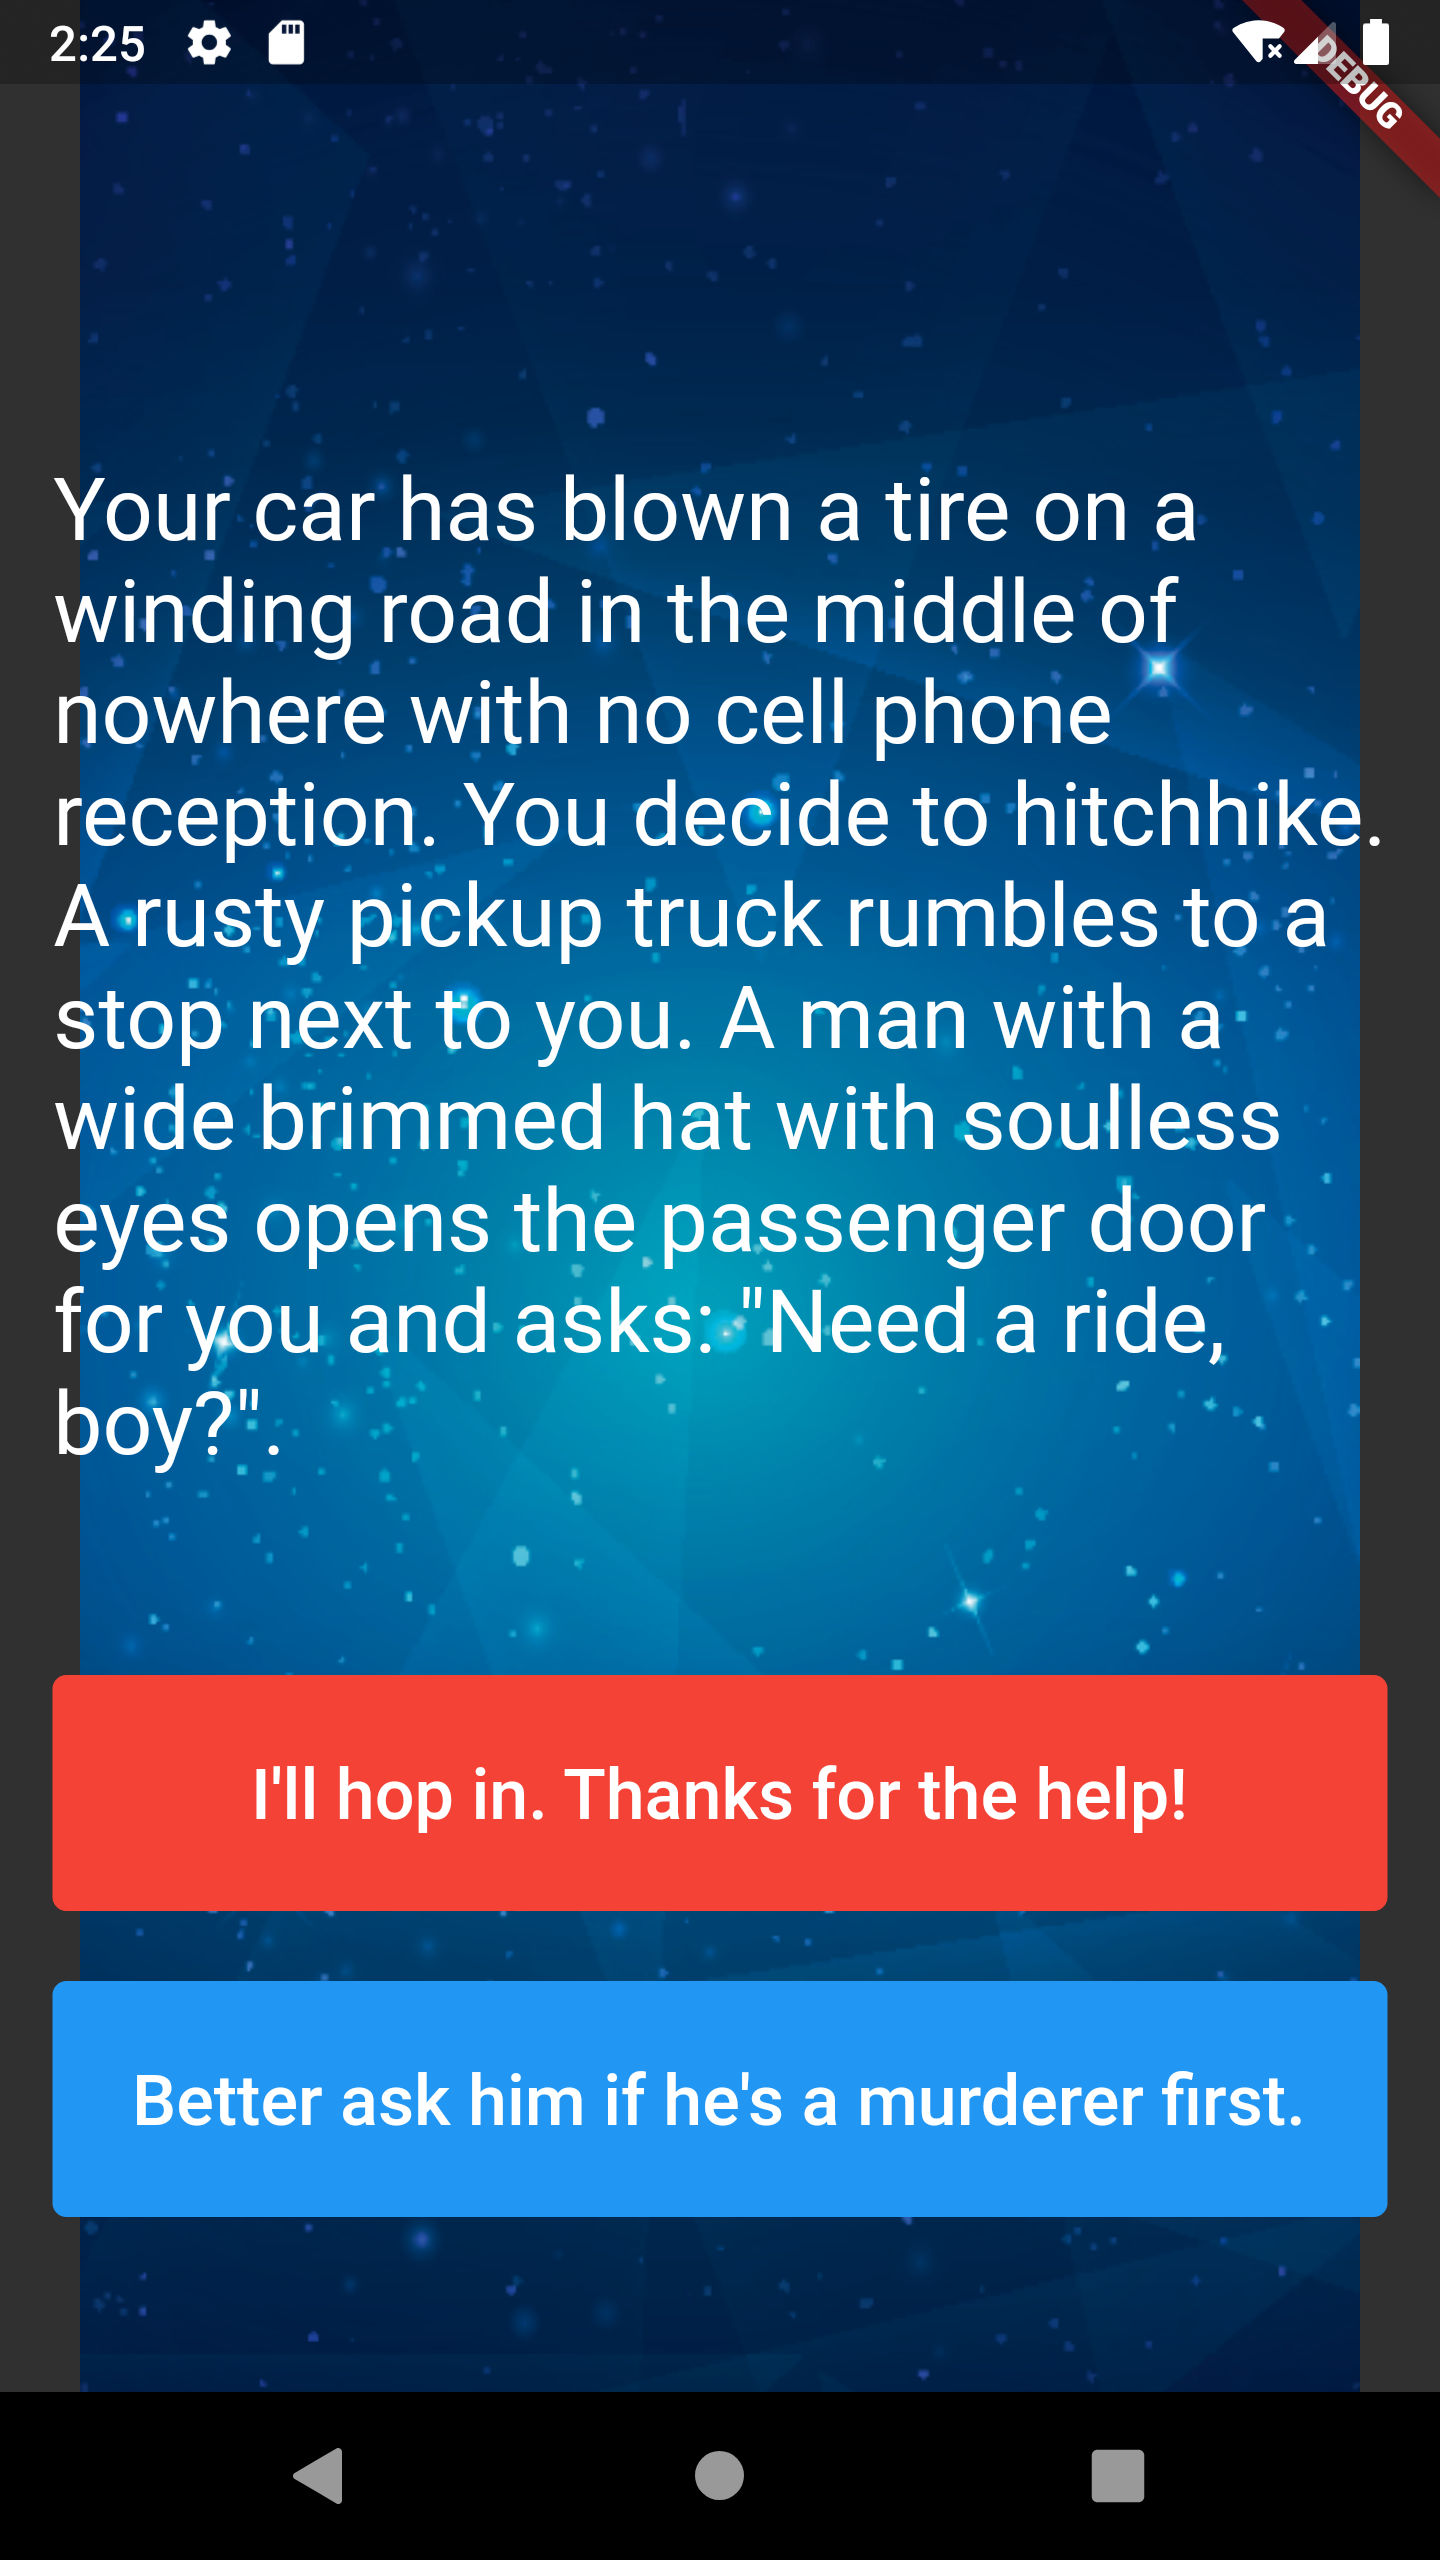 2:25
DEBUG
Your car has blown a tire on a
winding road in the middle of
nowhere with no cell phone
reception. You decide to hitchhike.
A rusty pickup truck rumbles to a
stop next to you. A man with a
wide brimmed hat with soulless
eyes opens the passenger door
for you and asks: "Need a ride,
boy?".
I'll hop in. Thanks for the help!
Better ask him if he's a murderer first.